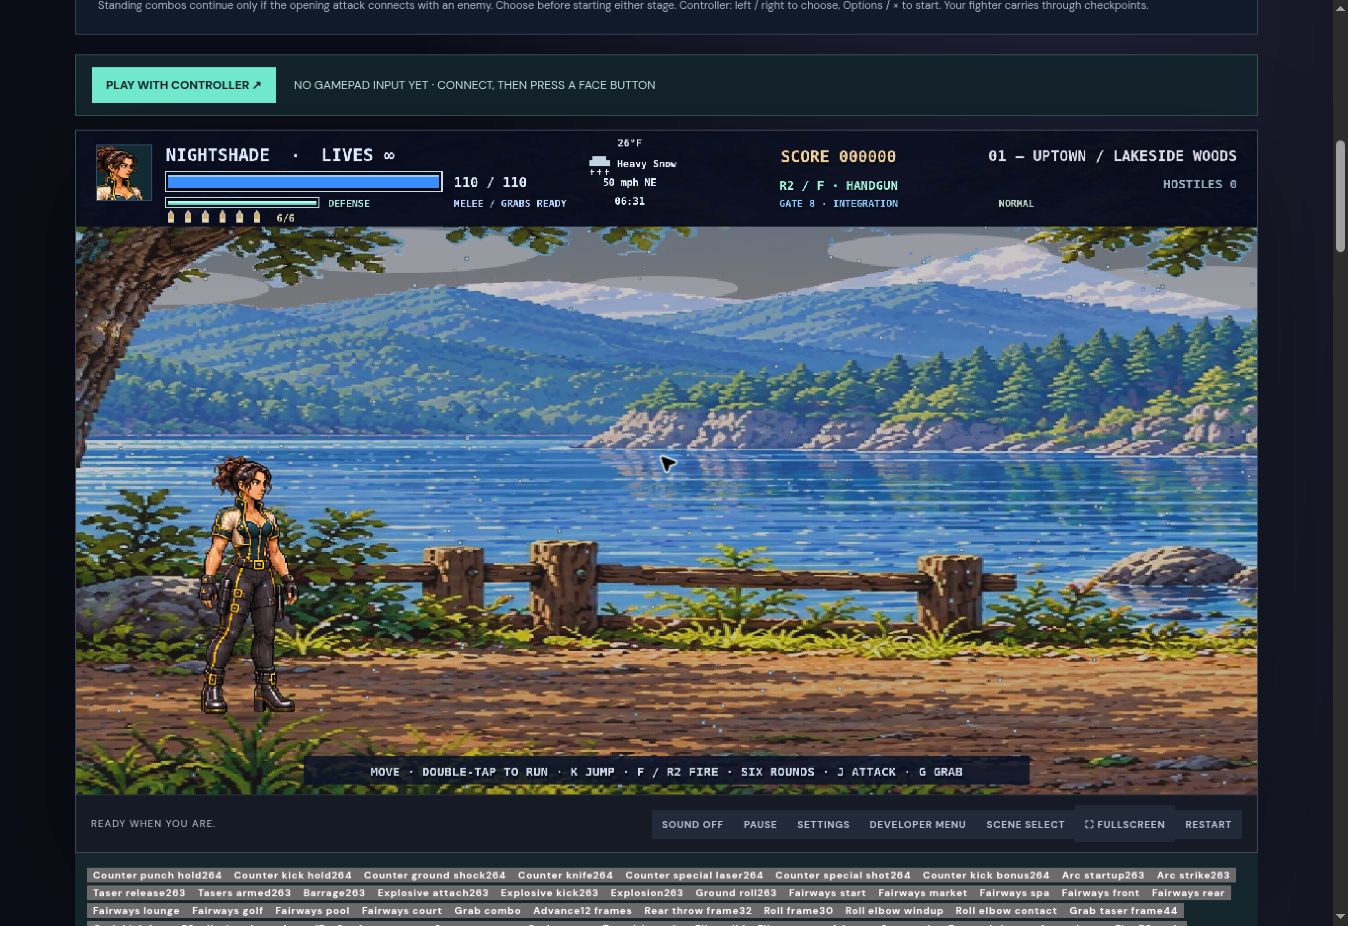 Standing combos continue only if the opening attack connects with an enemy. Choose before starting either stage. Controller: left / right to choose, Options / × to start. Your fighter carries through checkpoints.
PLAY WITH CONTROLLER ↗ NO GAMEPAD INPUT YET · CONNECT, THEN PRESS A FACE BUTTON
NIGHTSHADE · LIVES ∞
110 / 110
DEFENSE
MELEE / GRABS READY
6/6
26°F
Heavy Snow
50 mph NE
06:31
SCORE 000000
R2 / F · HANDGUN
GATE 8 · INTEGRATION
01 — UPTOWN / LAKESIDE WOODS
HOSTILES 0
NORMAL
MOVE · DOUBLE-TAP TO RUN · K JUMP · F / R2 FIRE · SIX ROUNDS · J ATTACK · G GRAB
READY WHEN YOU ARE.
SOUND OFF PAUSE SETTINGS DEVELOPER MENU SCENE SELECT ⛶ FULLSCREEN RESTART
Counter punch hold264 Counter kick hold264 Counter ground shock264 Counter knife264 Counter special laser264 Counter special shot264 Counter kick bonus264 Arc startup263 Arc strike263
Taser release263 Tasers armed263 Barrage263 Explosive attach263 Explosive kick263 Explosion263 Ground roll263 Fairways start Fairways market Fairways spa Fairways front Fairways rear
Fairways lounge Fairways golf Fairways pool Fairways court Grab combo Advance12 frames Rear throw frame32 Roll frame30 Roll elbow windup Roll elbow contact Grab taser frame44